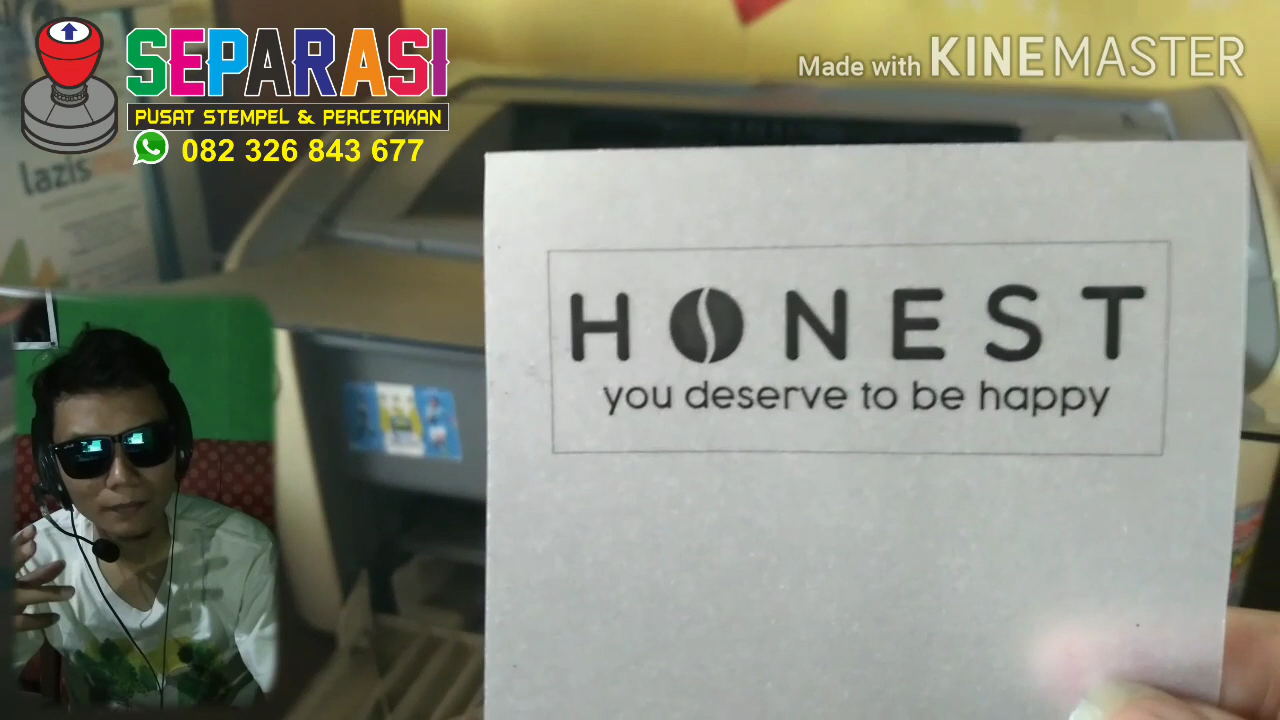 SEPARASI
PUSAT STEMPEL & PERCETAKAN
082 326 843 677
Made with KINEMASTER
lazis
HONEST
you deserve to be happy